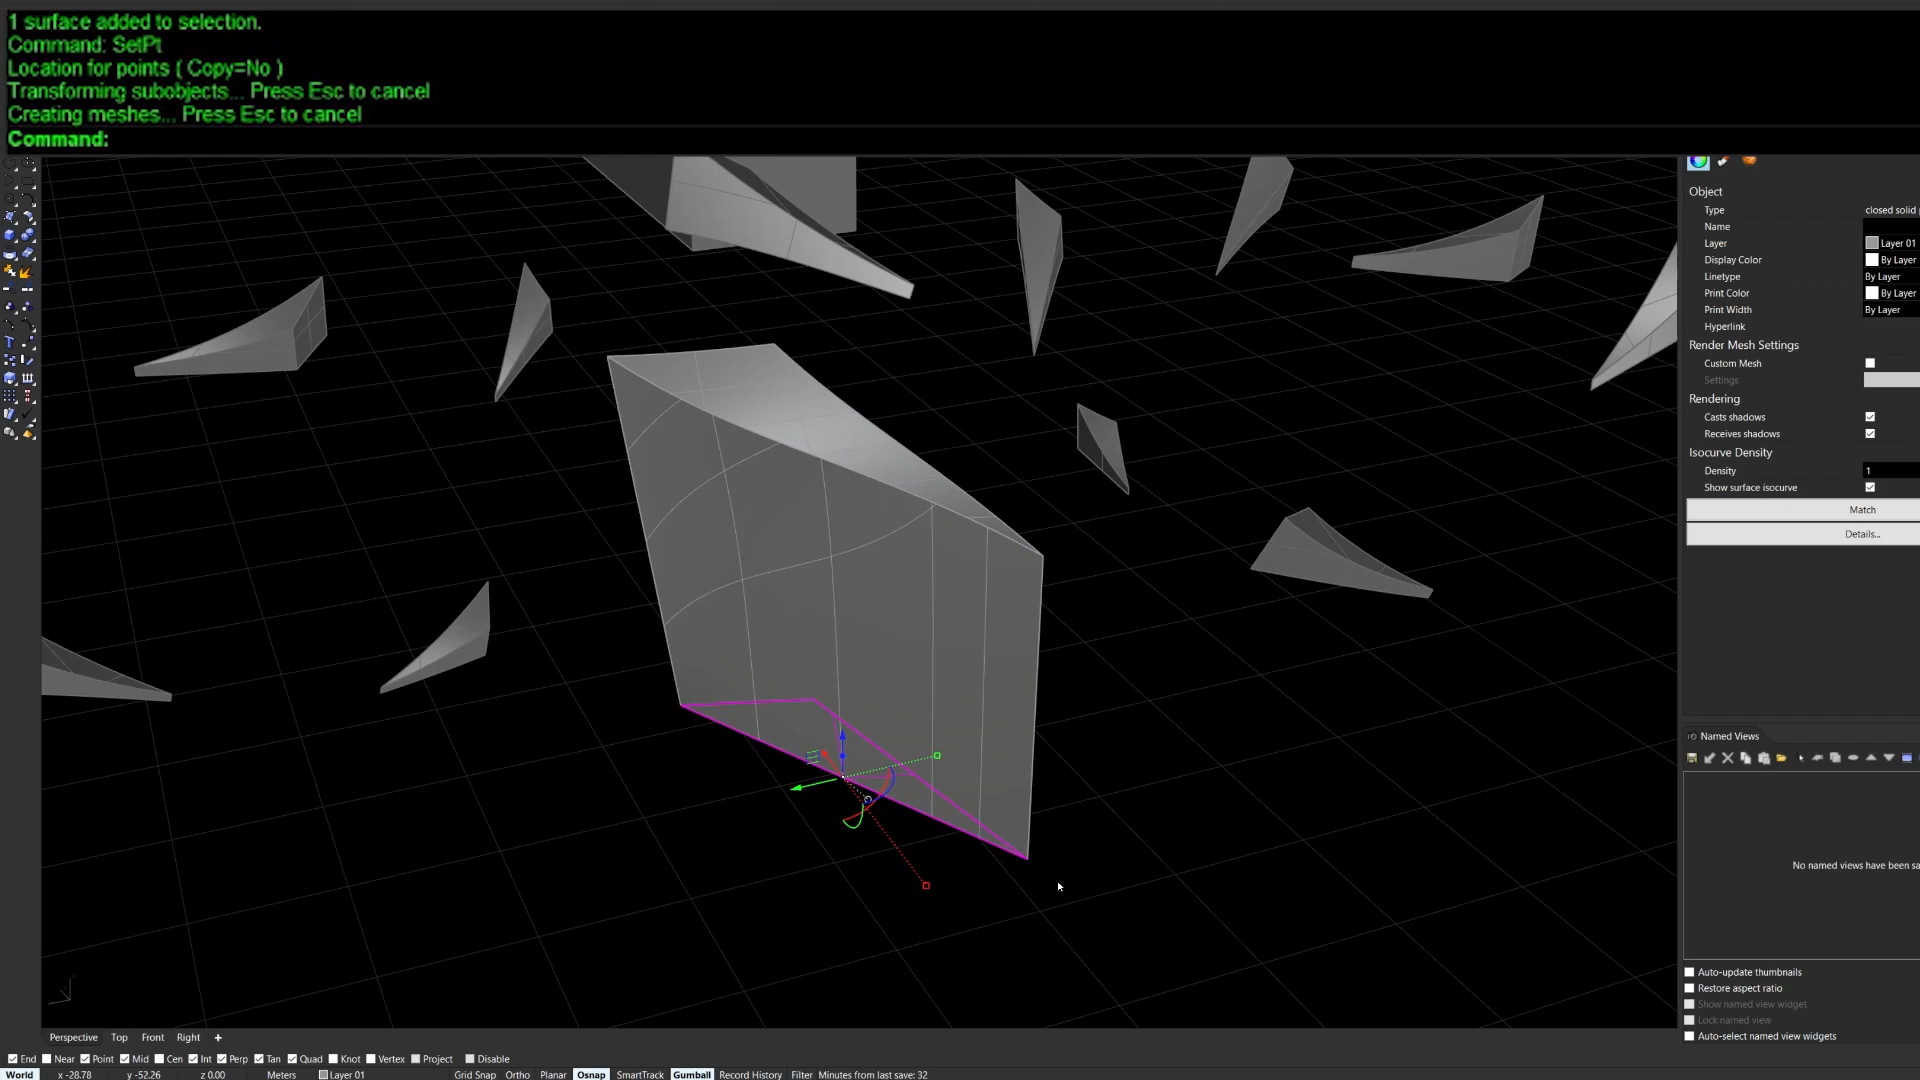 1 surface added to selection.
Command: SetPt
Location for points ( Copy=No )
Transforming subobjects... Press Esc to cancel
Creating meshes... Press Esc to cancel
Command:
Object
Type closed solid
Name
Layer Layer 01
Display Color By Layer
Linetype By Layer
Print Color By Layer
Print Width By Layer
Hyperlink
Render Mesh Settings
Custom Mesh
Settings
Rendering
Casts shadows
Receives shadows
Isocurve Density
Density 1
Show surface isocurve
Match
Details...
Named Views
No named views have been sa
Auto-update thumbnails
Restore aspect ratio
Show named view widget
Lock named view
Auto-select named view widgets
Perspective Top Front Right
End Near Point Mid Cen Int Perp Tan Quad Knot Vertex Project Disable
World x -28.78 y -52.26 z 0.00 Meters Layer 01 Grid Snap Ortho Planar Osnap SmartTrack Gumball Record History Filter Minutes from last save: 32